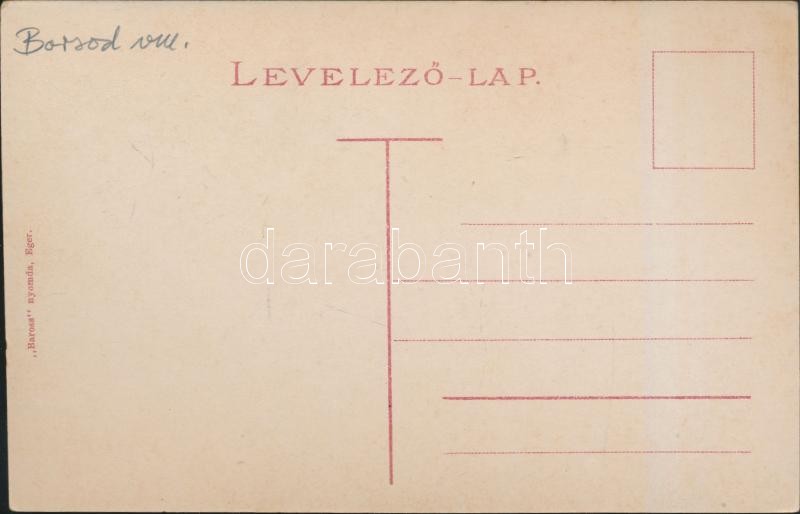 Borsod vm.
LEVELEZŐ-LAP.
„Baross" nyomda, Eger.
darabanth